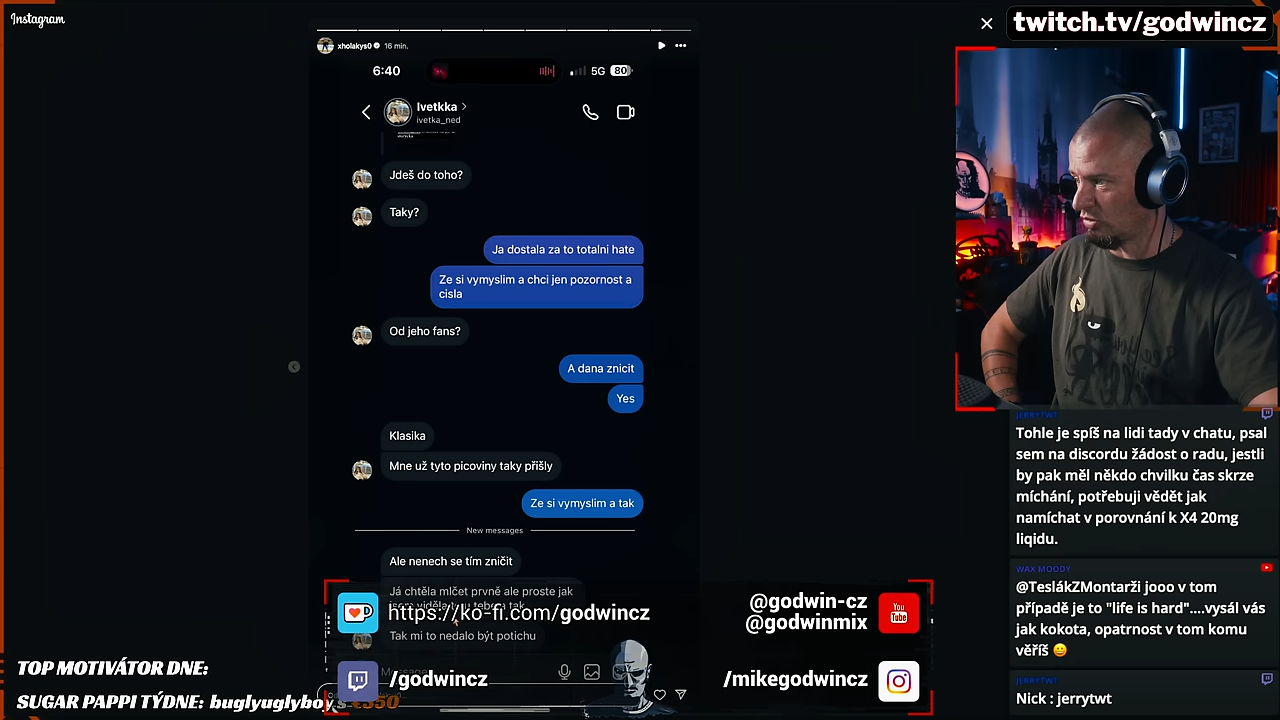 Instagram
twitch.tv/godwincz
xholakys0 16 min.
6:40
5G 80
Ivetkka
ivetka_ned
Jdeš do toho?
Taky?
Ja dostala za to totalni hate
Ze si vymyslim a chci jen pozornost a
cisla
Od jeho fans?
A dana znicit
Yes
Klasika
Mne už tyto picoviny taky přišly
Ze si vymyslim a tak
New messages
Ale nenech se tím zničit
Já chtěla mlčet prvně ale proste jak
https://ko-fi.com/godwincz
Tak mi to nedalo být potichu
Message
/godwincz
@godwin-cz
@godwinmix
You
Tube
/mikegodwincz
TOP MOTIVÁTOR DNE:
SUGAR PAPPI TÝDNE: buglyuglyboys €350
JERRYTWT
Tohle je spíš na lidi tady v chatu, psal
sem na discordu žádost o radu, jestli
by pak měl někdo chvilku čas skrze
míchání, potřebuji vědět jak
namíchat v porovnání k X4 20mg
liqidu.
WAX MOODY
@TeslákZMontarži jooo v tom
případě je to "life is hard"....vysál vás
jak kokota, opatrnost v tom komu
věříš 😀
JERRYTWT
Nick : jerrytwt